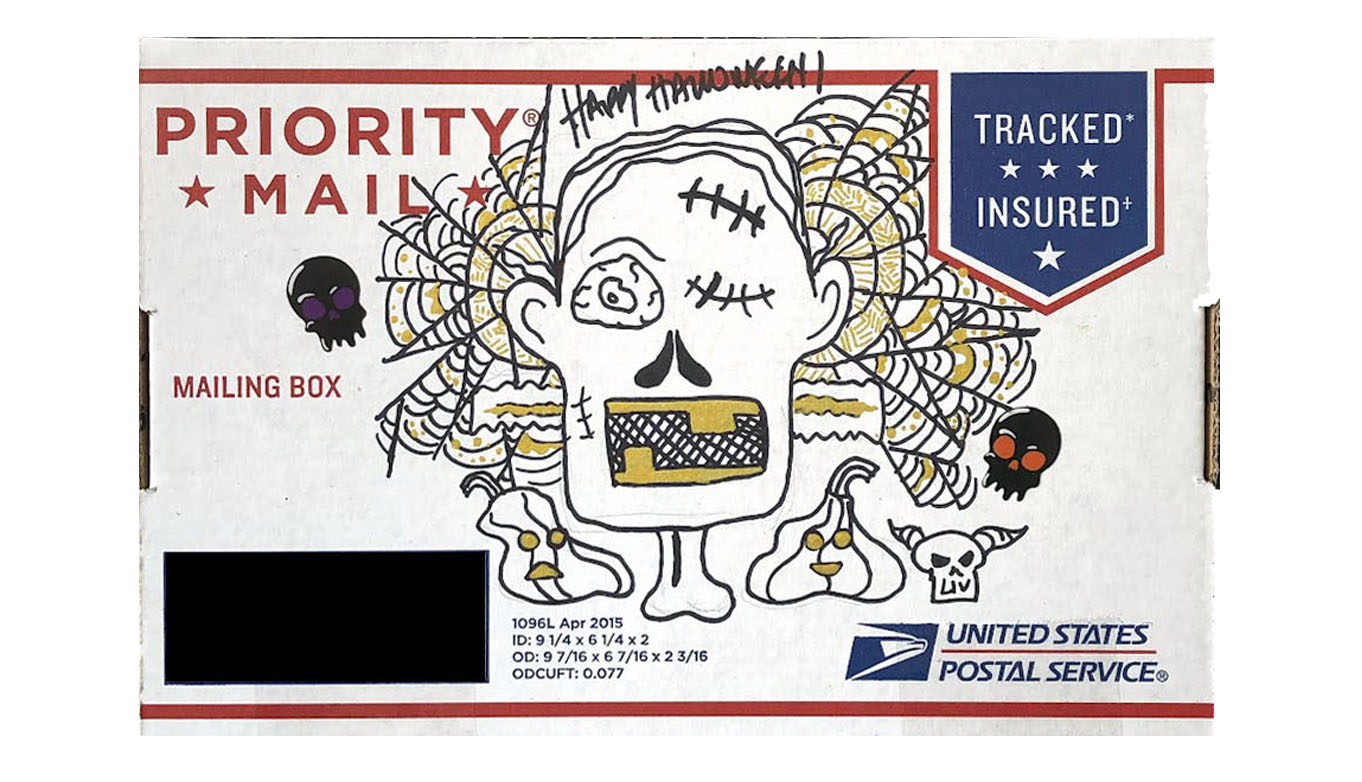 HAPPY HALLOWEEN!
PRIORITY®
★ MAIL ★
TRACKED*
★ ★ ★
INSURED‡
★
MAILING BOX
LIV
1096L Apr 2015
ID: 9 1/4 x 6 1/4 x 2
OD: 9 7/16 x 6 7/16 x 2 3/16
ODCUFT: 0.077
UNITED STATES
POSTAL SERVICE®